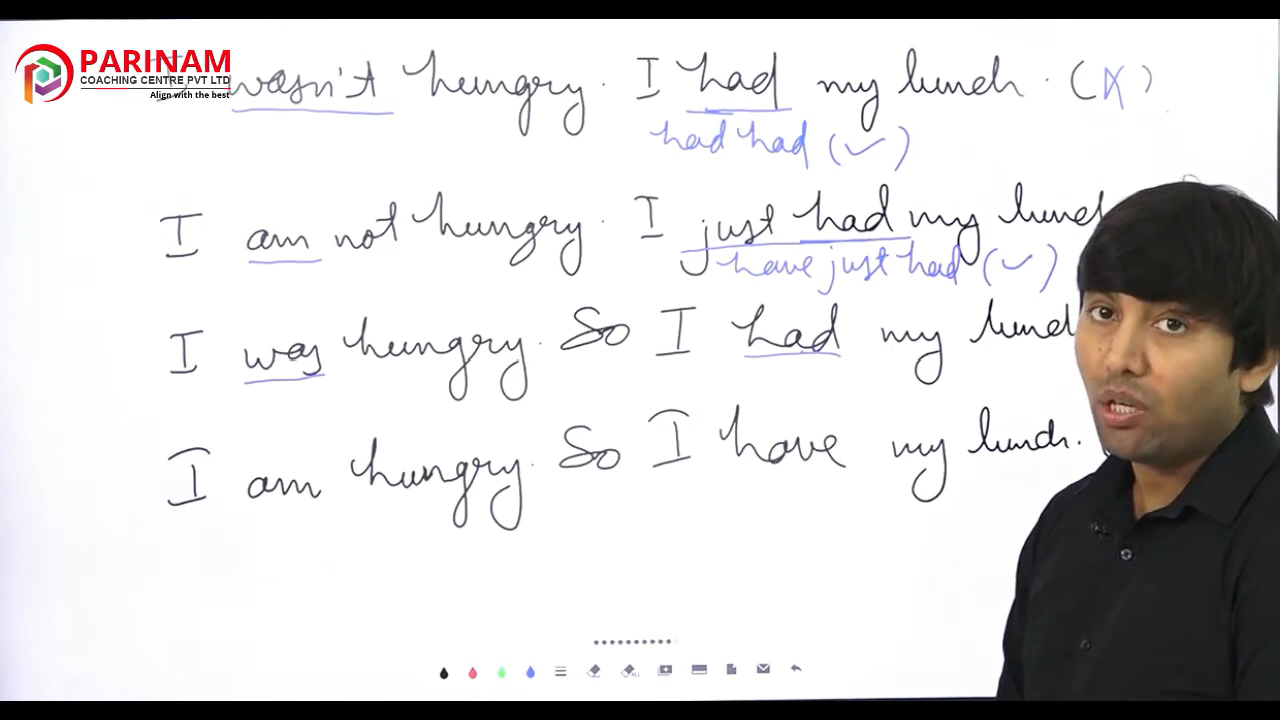 PARINAM
COACHING CENTRE PVT LTD
Align with the best
wasn't hungry. I had my lunch. (X)
had had (✓)
I am not hungry. I just had my lunch
have just had (✓)
I was hungry. So I had my lunch
I am hungry. So I have my lunch.
ALL